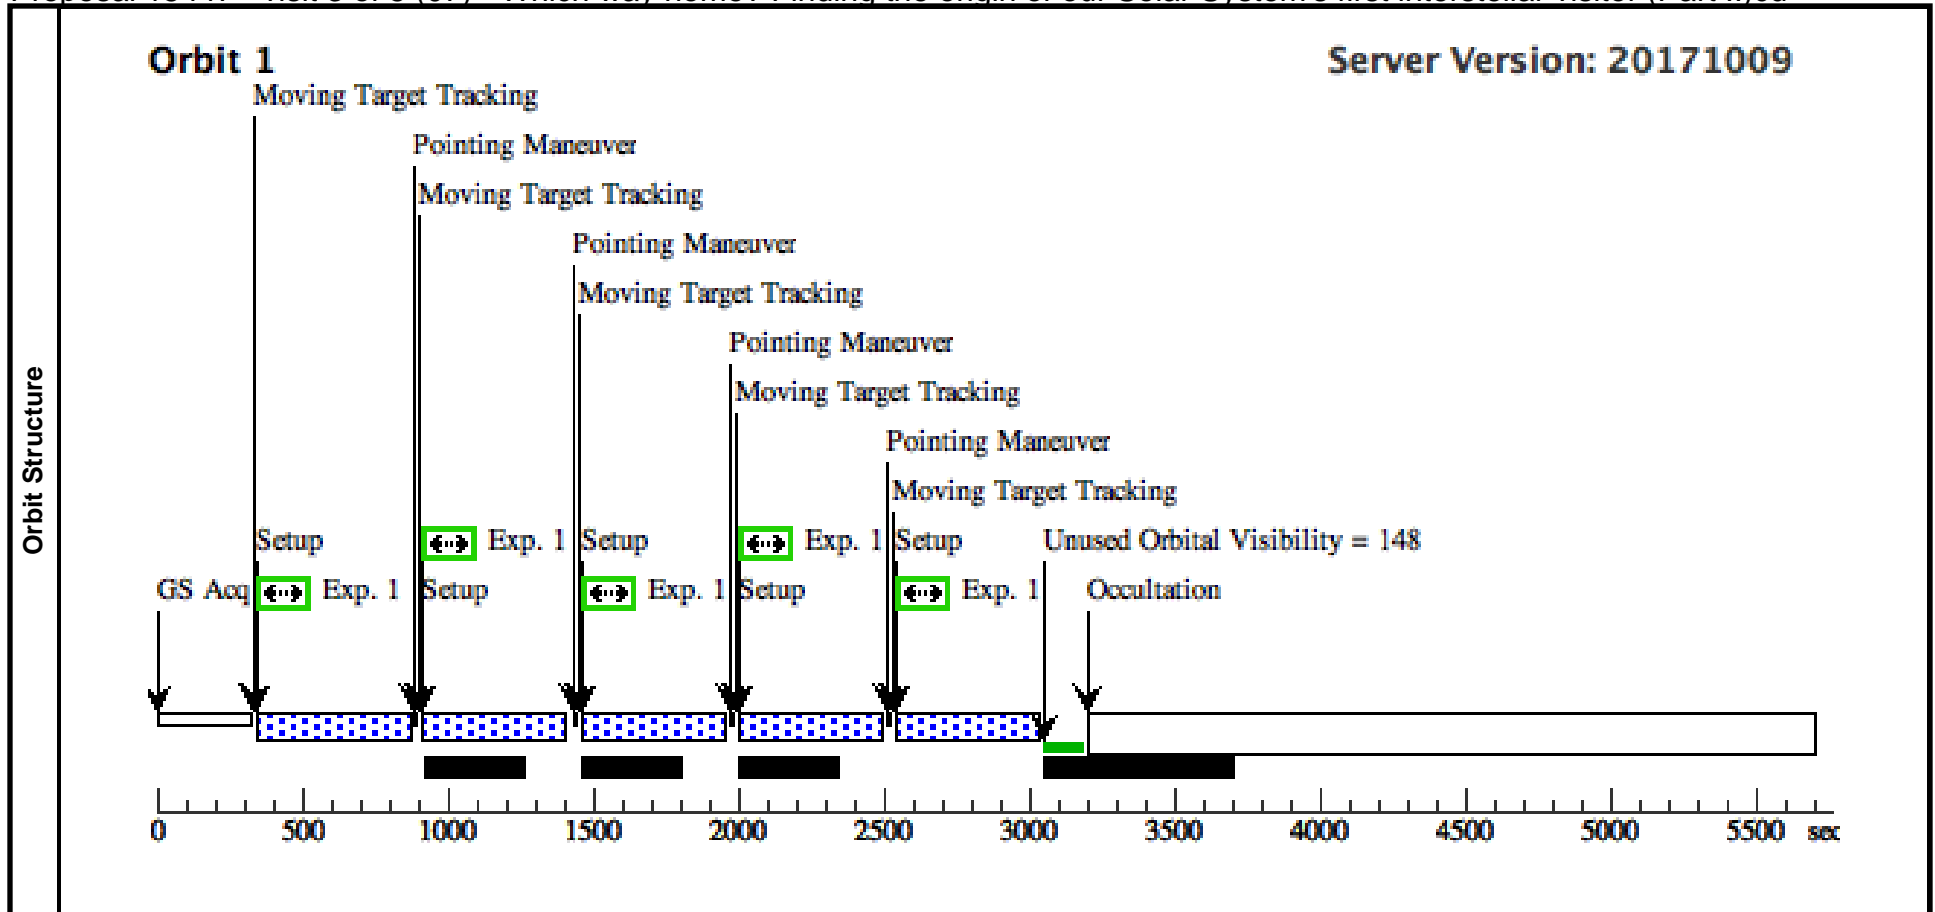 Orbit 1
Server Version: 20171009
Moving Target Tracking
Pointing Maneuver
Moving Target Tracking
Pointing Maneuver
Moving Target Tracking
Pointing Maneuver
Moving Target Tracking
Pointing Maneuver
Moving Target Tracking
Setup Exp. 1 Setup Exp. 1 Setup Unused Orbital Visibility = 148
GS Acq Exp. 1 Setup Exp. 1 Setup Exp. 1 Occultation
0 500 1000 1500 2000 2500 3000 3500 4000 4500 5000 5500 sec
Orbit Structure